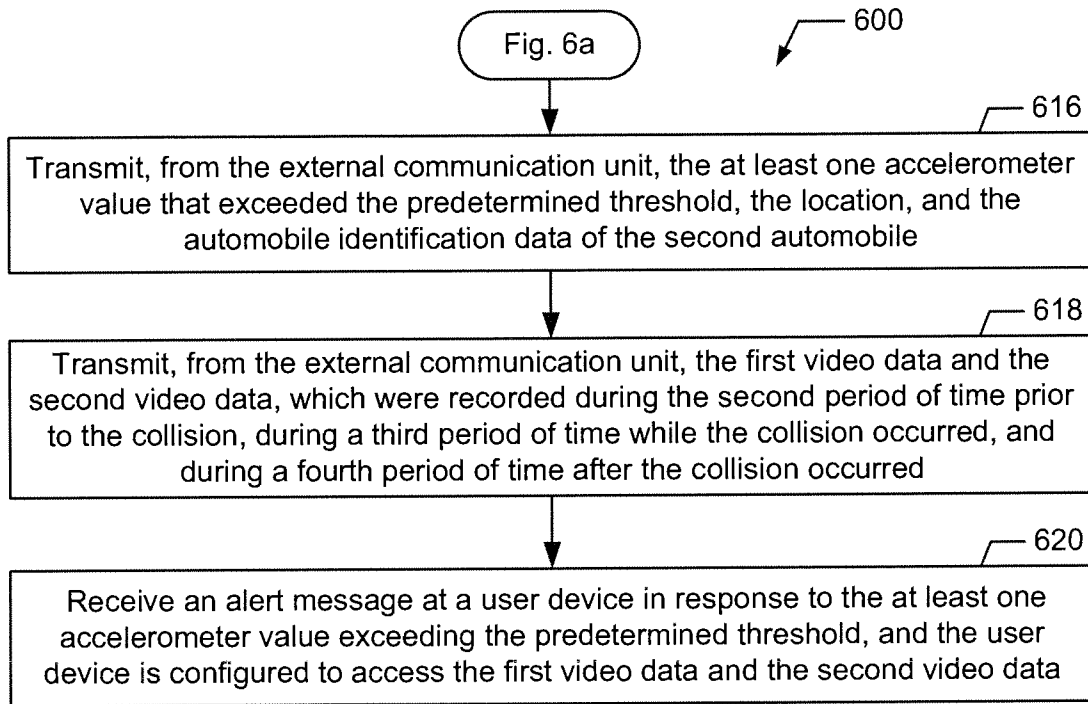 Fig. 6a
600
616
Transmit, from the external communication unit, the at least one accelerometer
value that exceeded the predetermined threshold, the location, and the
automobile identification data of the second automobile
618
Transmit, from the external communication unit, the first video data and the
second video data, which were recorded during the second period of time prior
to the collision, during a third period of time while the collision occurred, and
during a fourth period of time after the collision occurred
620
Receive an alert message at a user device in response to the at least one
accelerometer value exceeding the predetermined threshold, and the user
device is configured to access the first video data and the second video data